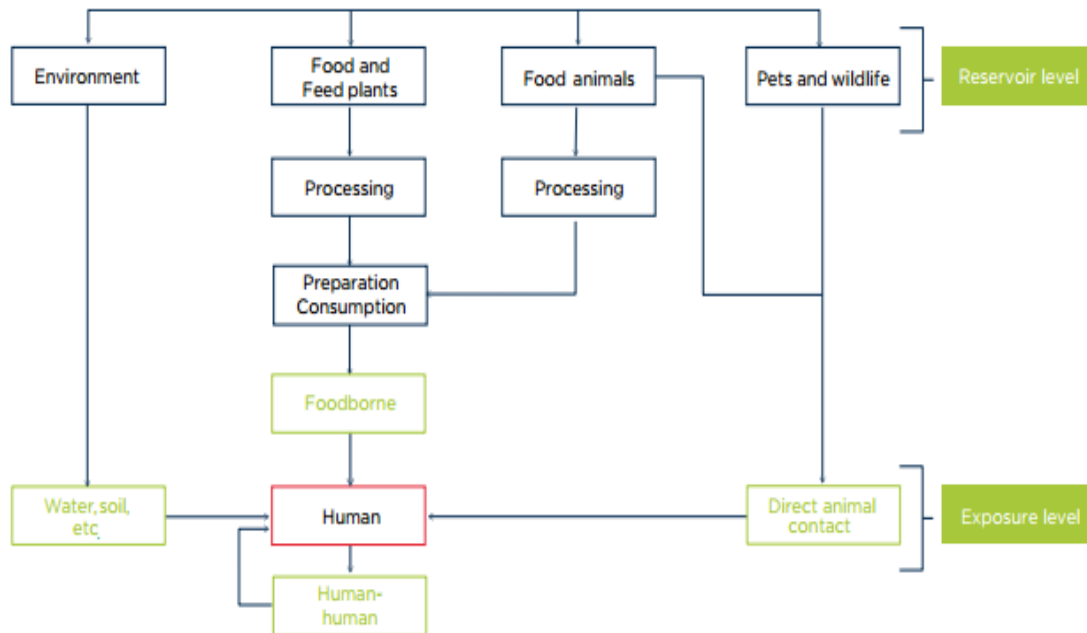 Environment
Food and
Feed plants
Food animals
Pets and wildlife
Reservoir level
Processing
Processing
Preparation
Consumption
Foodborne
Water, soil,
etc.
Human
Direct animal
contact
Exposure level
Human-
human